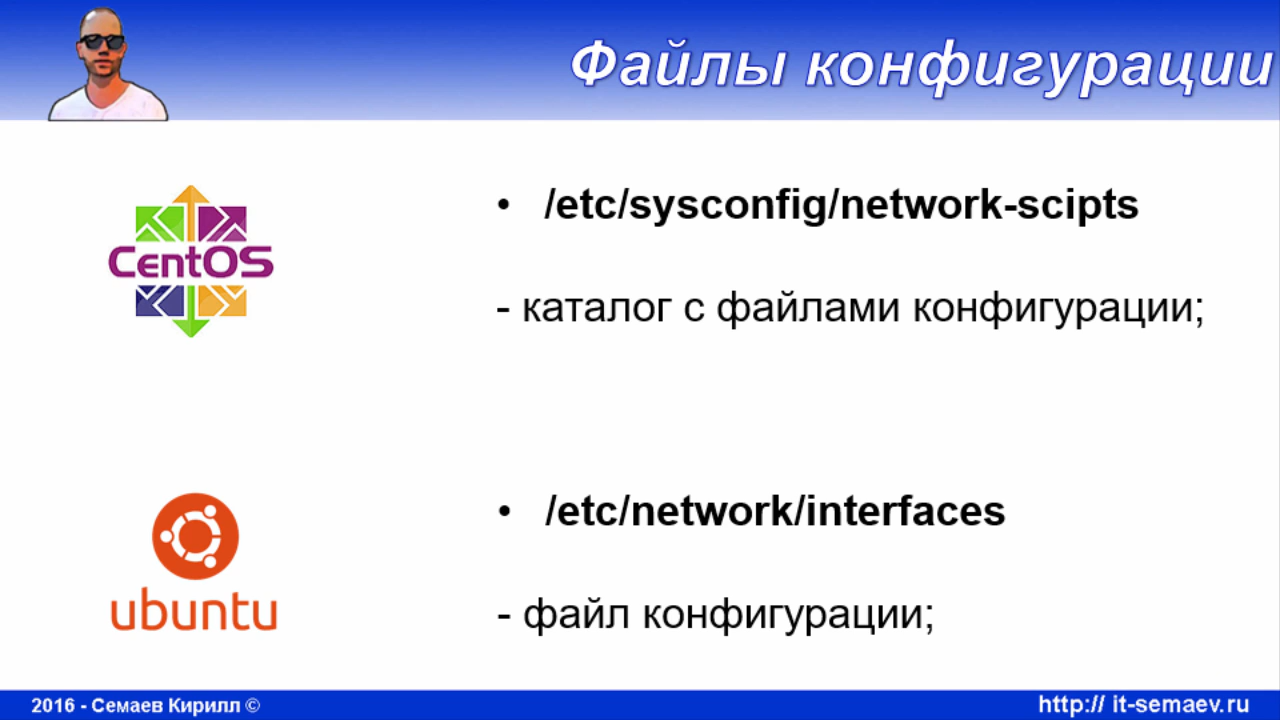 Файлы конфигурации
CentOS
• /etc/sysconfig/network-scipts
- каталог с файлами конфигурации;
ubuntu
• /etc/network/interfaces
- файл конфигурации;
2016 - Семаев Кирилл ©
http:// it-semaev.ru